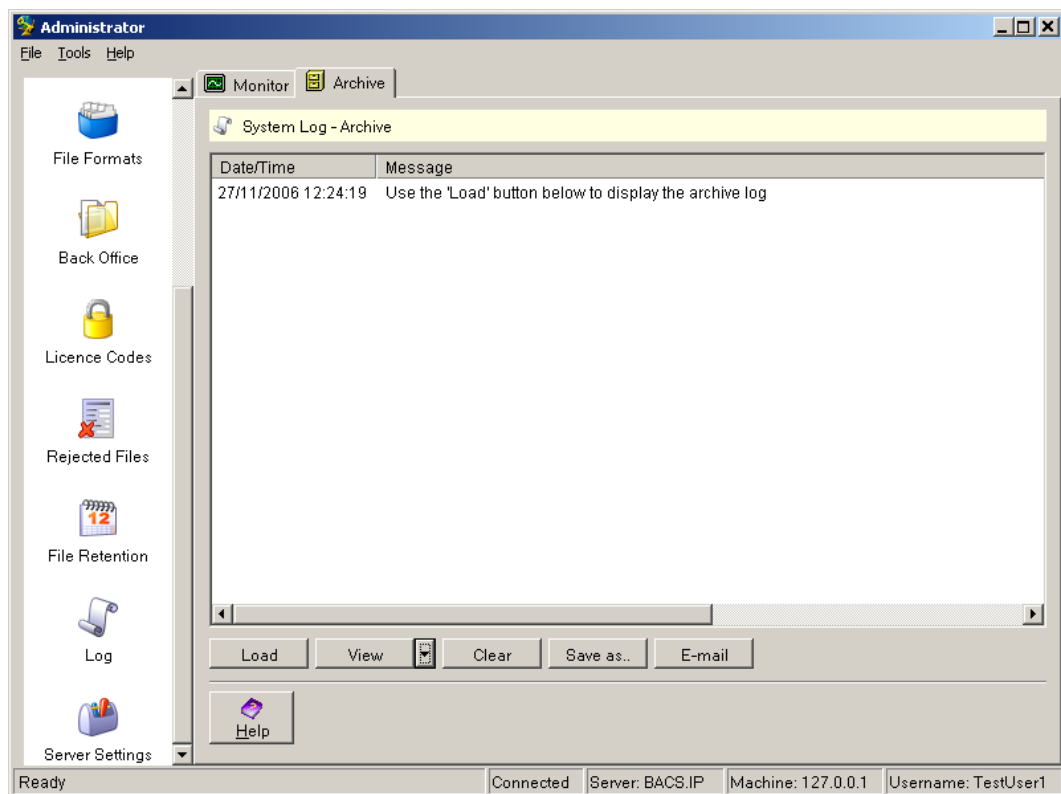 Administrator
File Tools Help
Monitor Archive
System Log - Archive
Date/Time Message
27/11/2006 12:24:19 Use the 'Load' button below to display the archive log
File Formats
Back Office
Licence Codes
Rejected Files
12
File Retention
Log
Server Settings
Load View Clear Save as.. E-mail
Help
Ready Connected Server: BACS.IP Machine: 127.0.0.1 Username: TestUser1